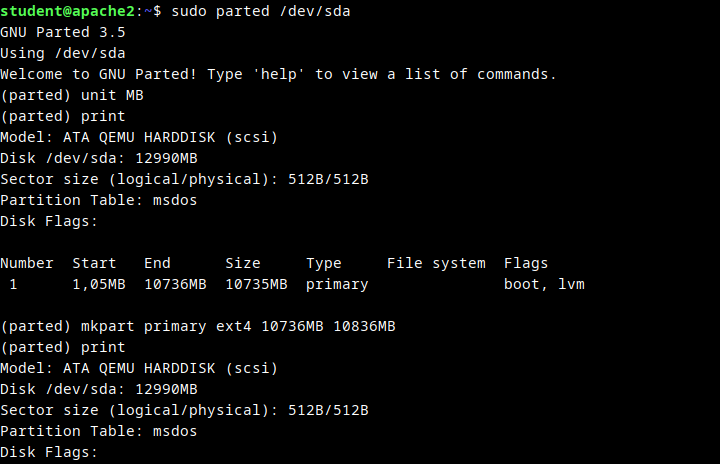 student@apache2:~$ sudo parted /dev/sda
GNU Parted 3.5
Using /dev/sda
Welcome to GNU Parted! Type 'help' to view a list of commands.
(parted) unit MB
(parted) print
Model: ATA QEMU HARDDISK (scsi)
Disk /dev/sda: 12990MB
Sector size (logical/physical): 512B/512B
Partition Table: msdos
Disk Flags:
Number  Start   End      Size     Type     File system  Flags
 1      1,05MB  10736MB  10735MB  primary               boot, lvm
(parted) mkpart primary ext4 10736MB 10836MB
(parted) print
Model: ATA QEMU HARDDISK (scsi)
Disk /dev/sda: 12990MB
Sector size (logical/physical): 512B/512B
Partition Table: msdos
Disk Flags: